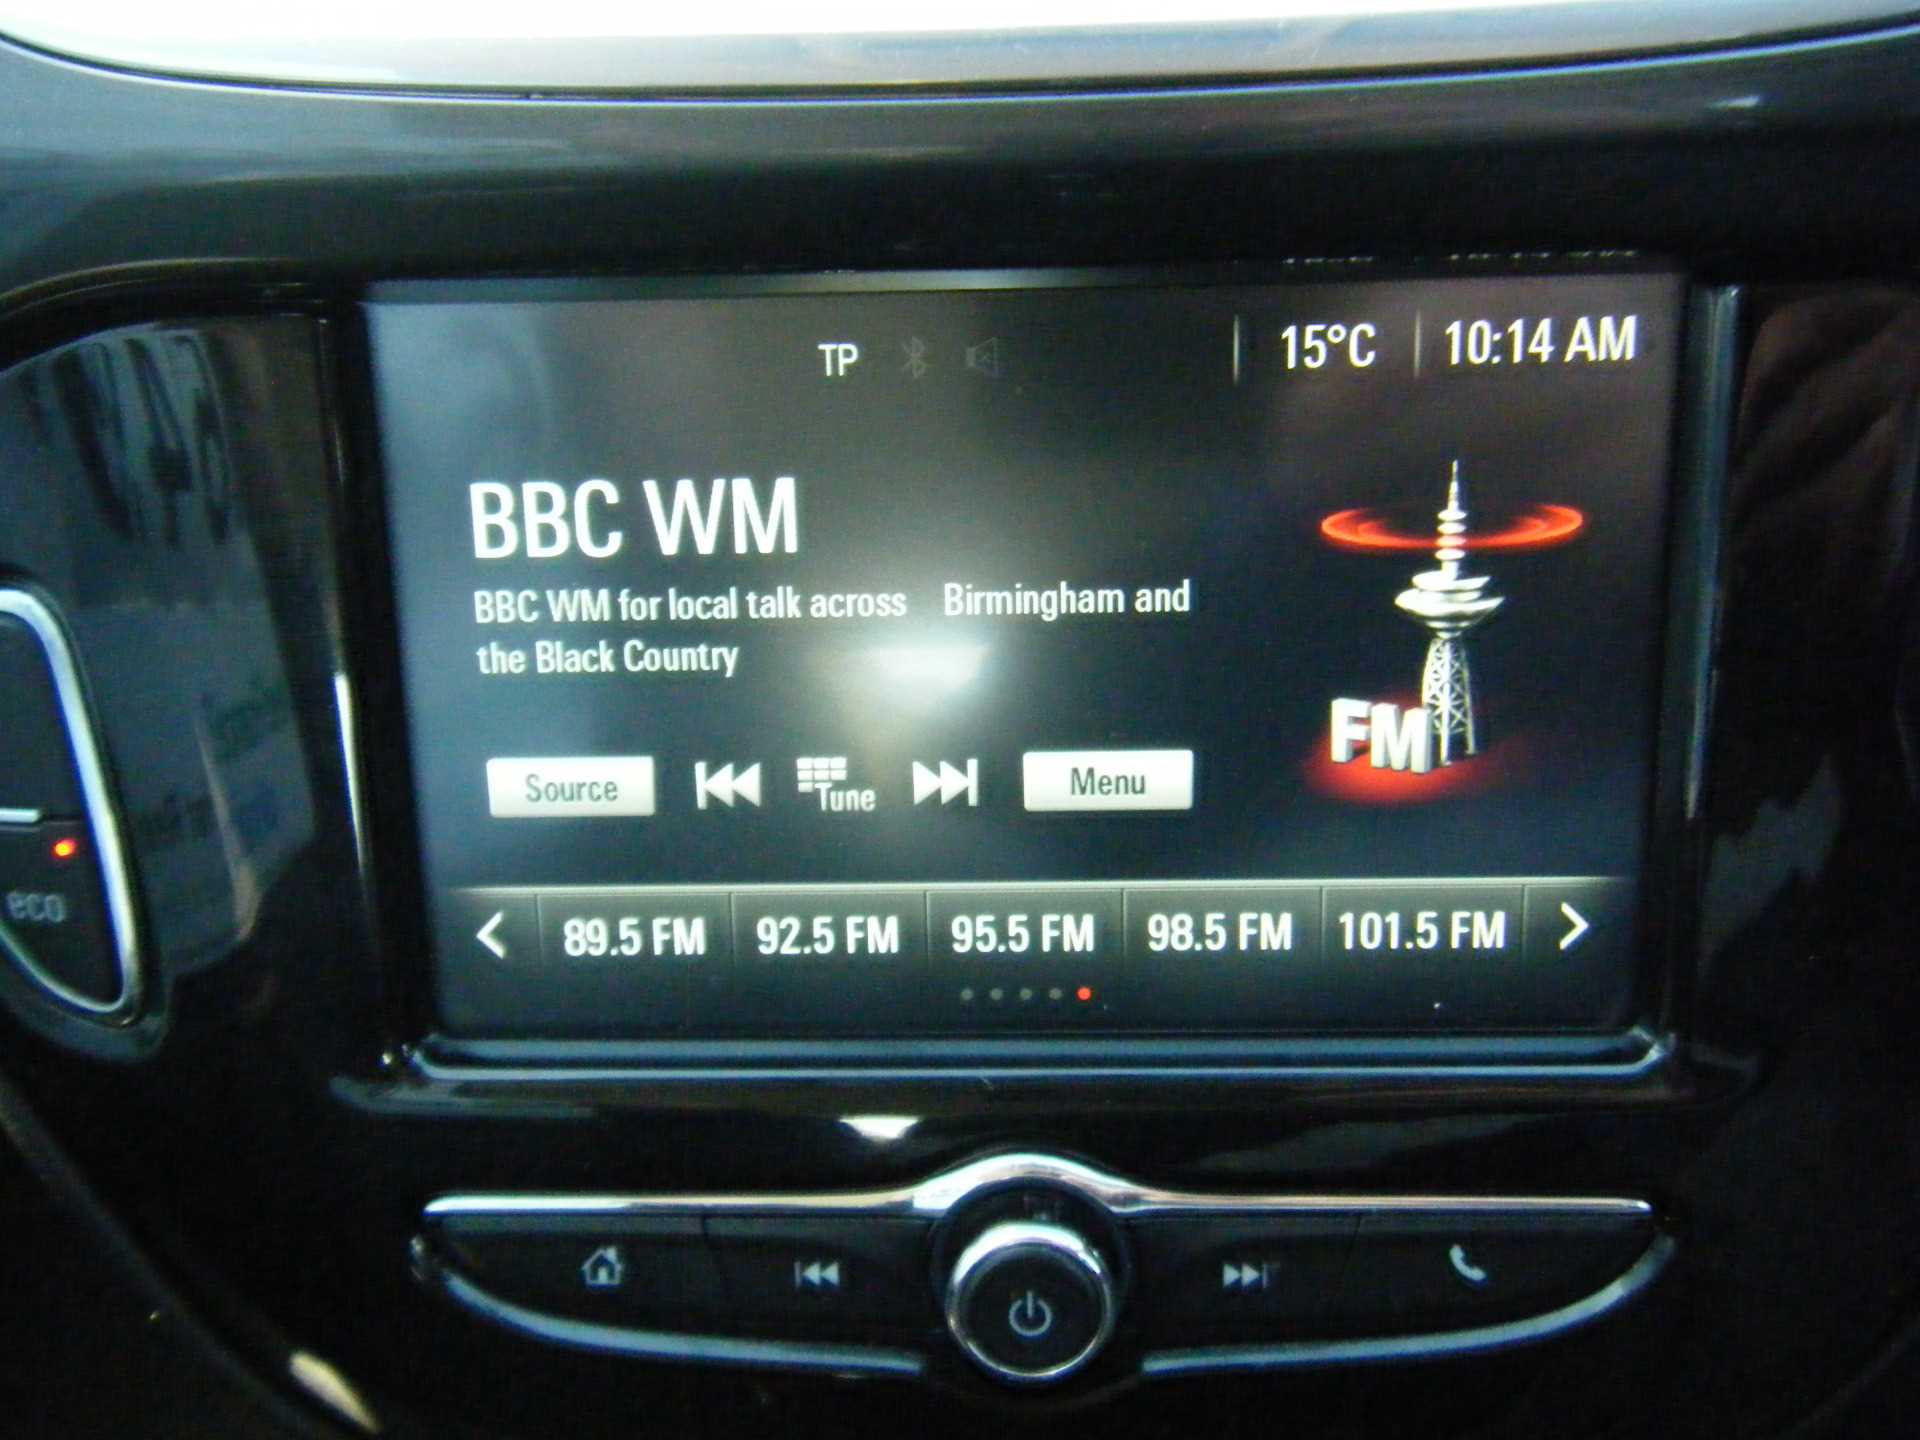 TP
15°C
10:14 AM
BBC WM
BBC WM for local talk across Birmingham and
the Black Country
FM
Source
Tune
Menu
89.5 FM
92.5 FM
95.5 FM
98.5 FM
101.5 FM
eco